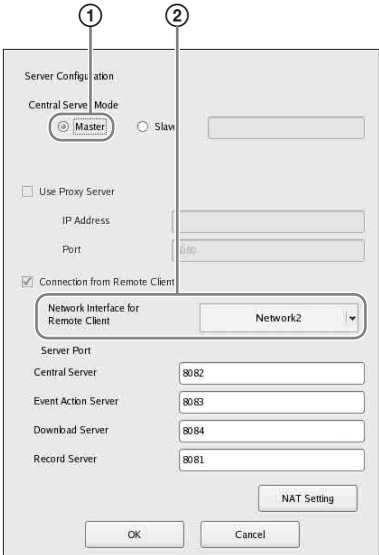 ① ②
Server Configuration
Central Server Mode
Master Slave
Use Proxy Server
IP Address
Port
Connection from Remote Client
Network Interface for
Remote Client
Network2
Server Port
Central Server 8082
Event Action Server 8083
Download Server 8084
Record Server 8081
NAT Setting
OK Cancel